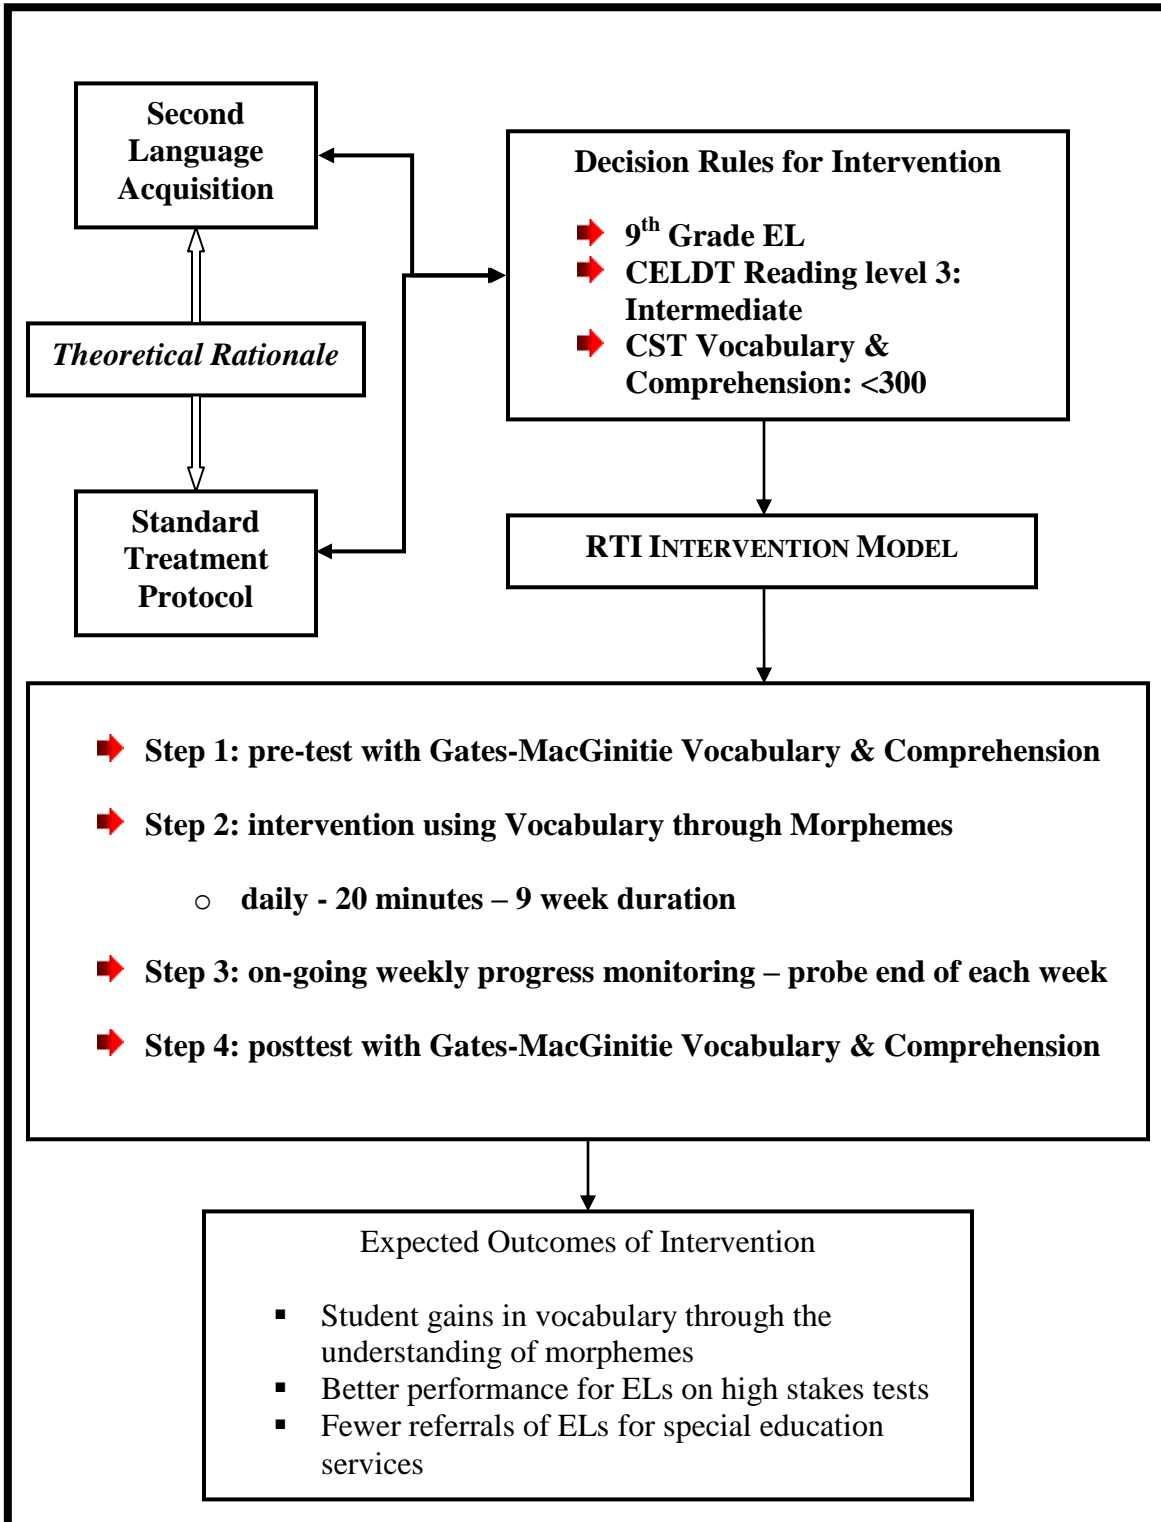 Second
Language
Acquisition
Theoretical Rationale
Standard
Treatment
Protocol
Decision Rules for Intervention
9th Grade EL
CELDT Reading level 3:
Intermediate
CST Vocabulary &
Comprehension: <300
RTI INTERVENTION MODEL
Step 1: pre-test with Gates-MacGinitie Vocabulary & Comprehension
Step 2: intervention using Vocabulary through Morphemes
o daily - 20 minutes – 9 week duration
Step 3: on-going weekly progress monitoring – probe end of each week
Step 4: posttest with Gates-MacGinitie Vocabulary & Comprehension
Expected Outcomes of Intervention
▪ Student gains in vocabulary through the
understanding of morphemes
▪ Better performance for ELs on high stakes tests
▪ Fewer referrals of ELs for special education
services